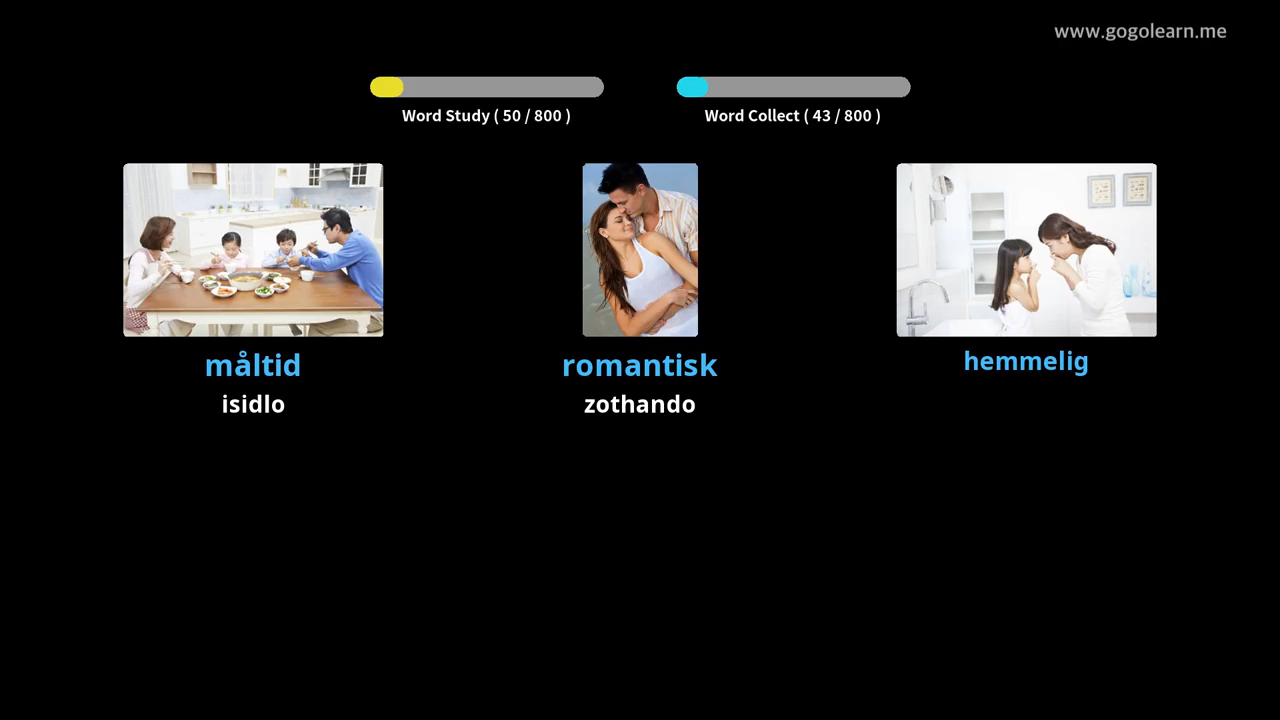 www.gogolearn.me
Word Study ( 50 / 800 )
Word Collect ( 43 / 800 )
måltid
romantisk
hemmelig
isidlo
zothando